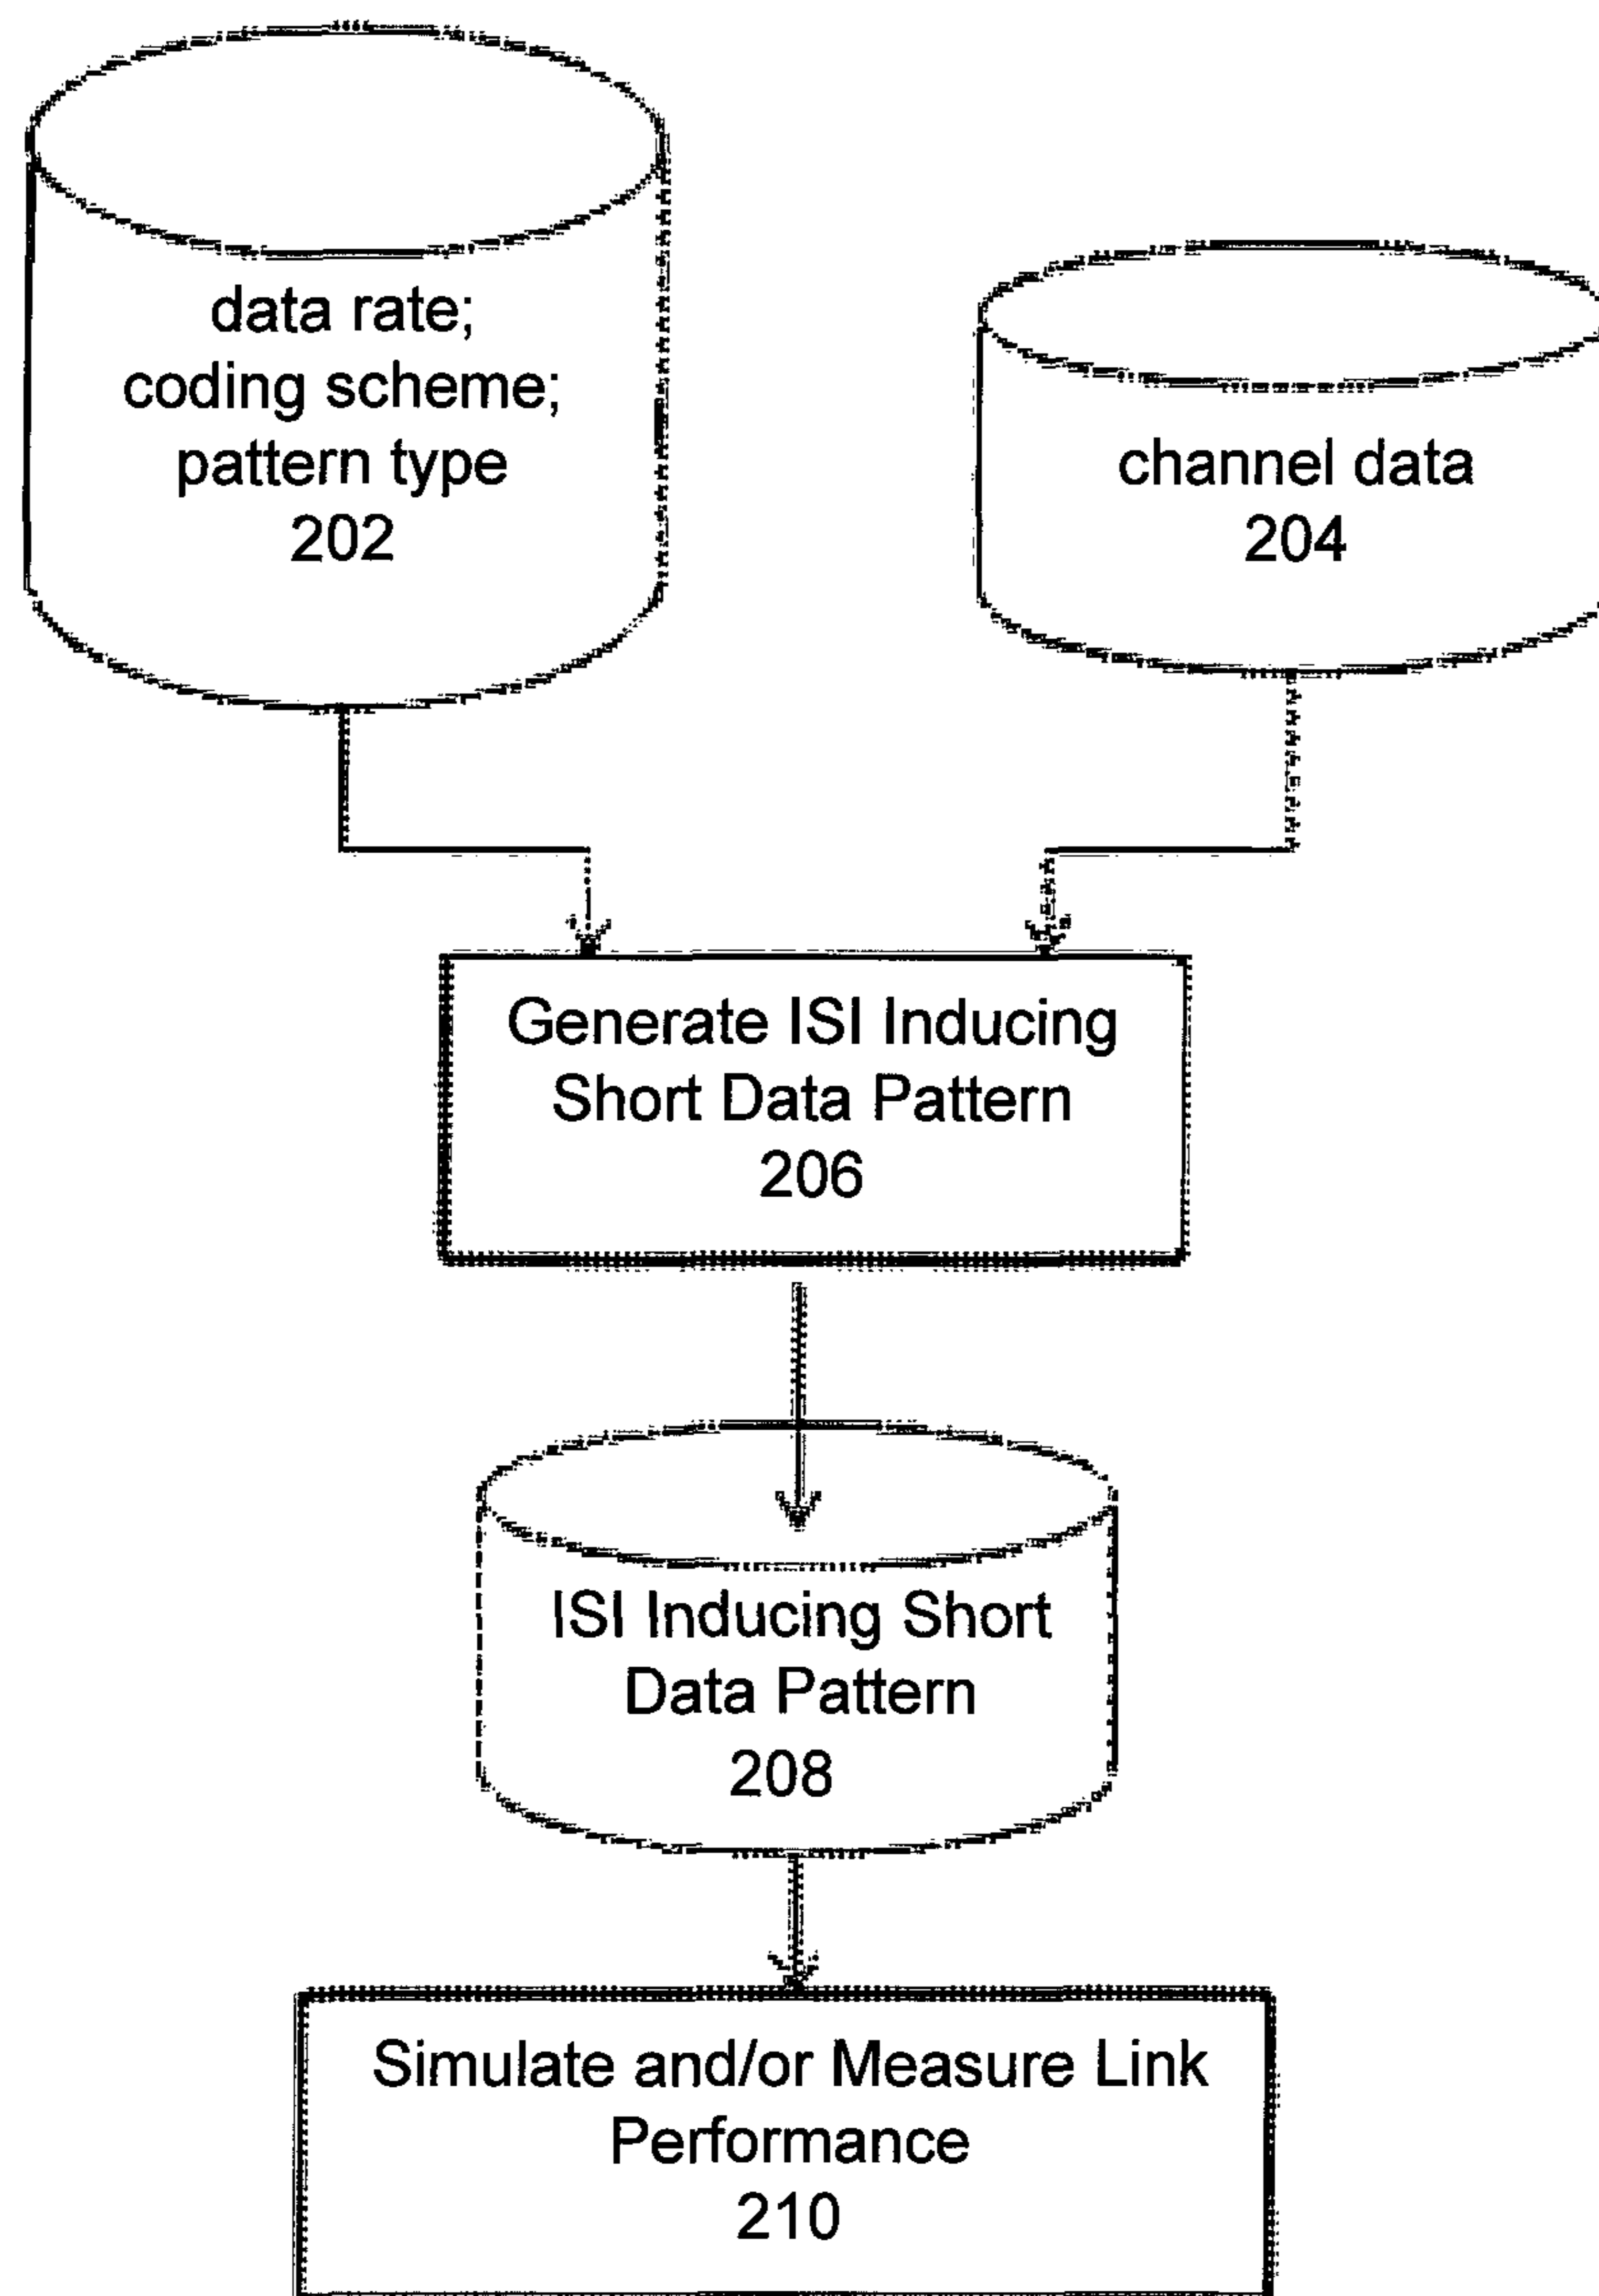 data rate;
coding scheme;
pattern type
202
channel data
204
Generate ISI Inducing
Short Data Pattern
206
ISI Inducing Short
Data Pattern
208
Simulate and/or Measure Link
Performance
210